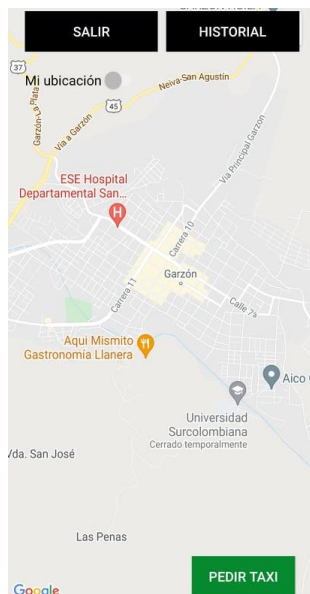 SALIR
HISTORIAL
37
Mi ubicación
Neiva-San Agustín
45
Garzón-La Plata
Vía a Garzón
Vía Principal Garzón
ESE Hospital
Departamental San...
H
Carrera 10
Garzón
Carrera 11
Calle 7ª
Aqui Mismito
Gastronomía Llanera
Aico
Universidad
Surcolombiana
Cerrado temporalmente
Vda. San José
Las Penas
PEDIR TAXI
Google